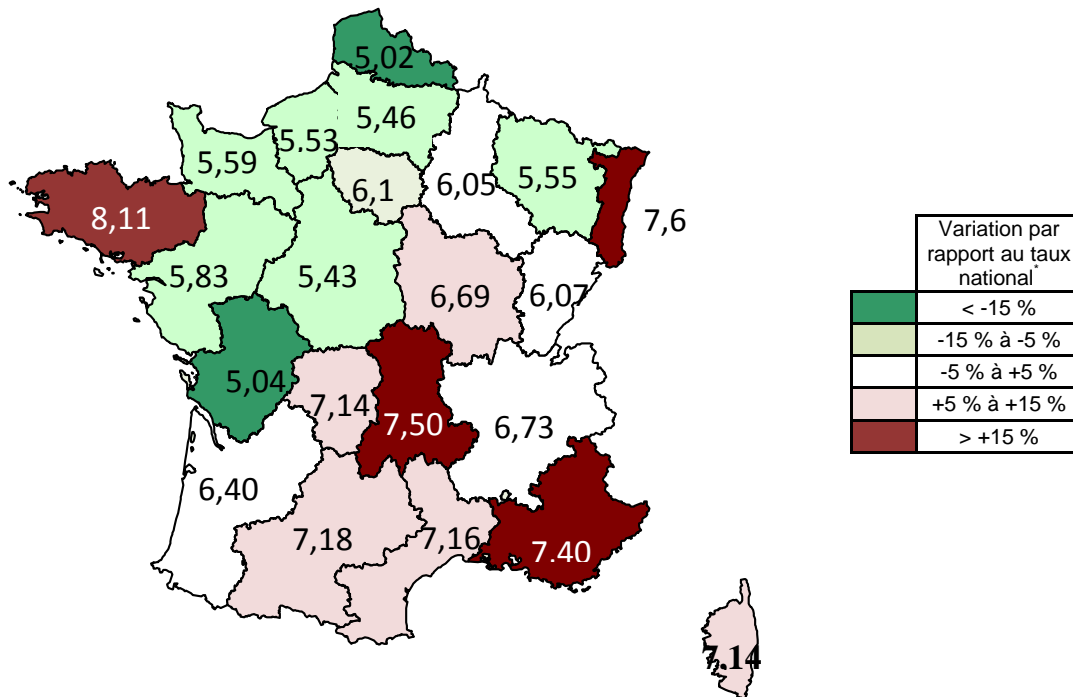 5,02
5,46
5.53
5,59
6,1
6,05
5,55
7,6
8,11
5,83
5,43
6,69
6,07
5,04
7,14
7,50
6,73
6,40
7,18
7,16
7.40
7.14
Variation par
rapport au taux
national*
< -15 %
-15 % à -5 %
-5 % à +5 %
+5 % à +15 %
> +15 %